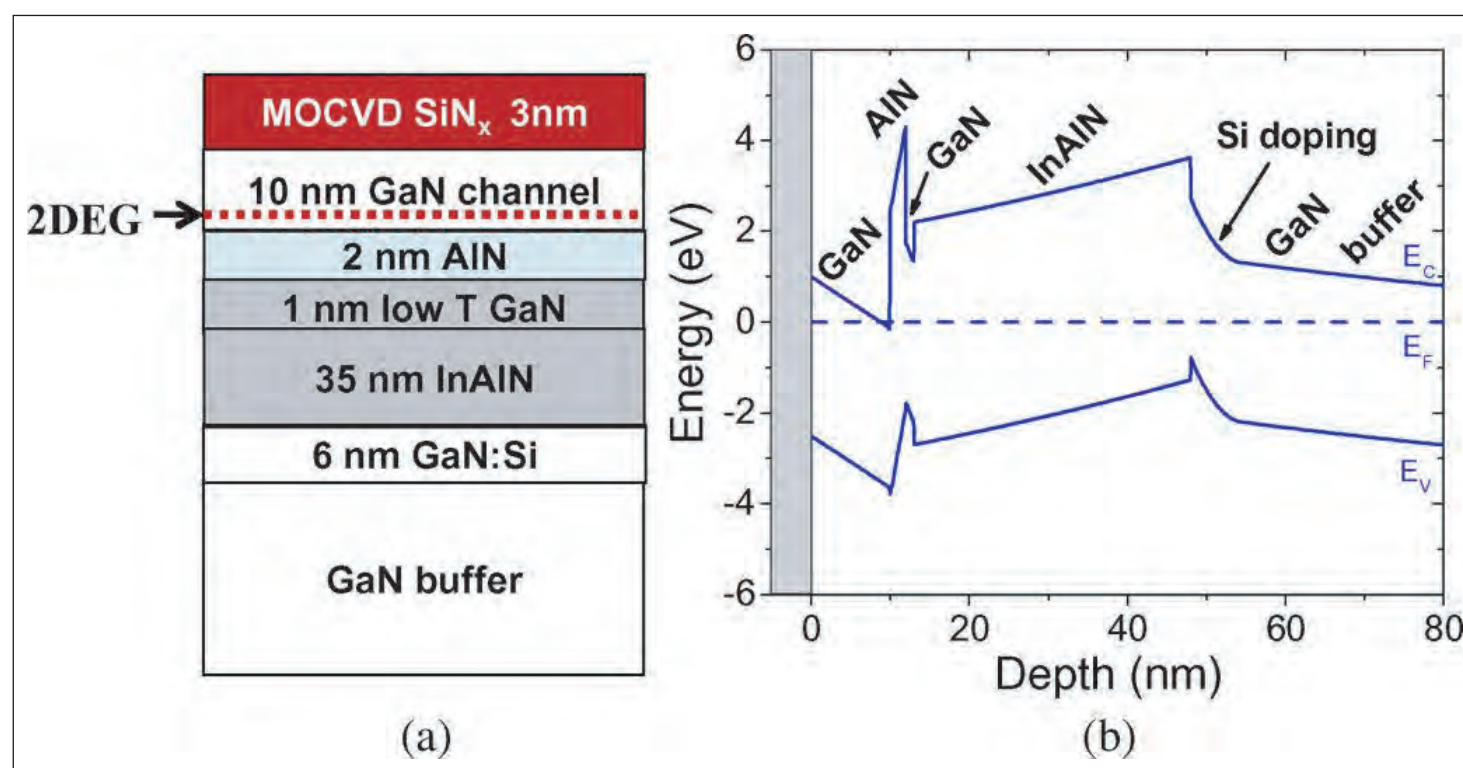 MOCVD SiNx 3nm
10 nm GaN channel
2DEG
2 nm AlN
1 nm low T GaN
35 nm InAlN
6 nm GaN:Si
GaN buffer
(a)
6
4
2
0
-2
-4
-6
Energy (eV)
GaN
AlN
GaN
InAlN
Si doping
GaN
buffer
EC
EF
EV
0
20
40
60
80
Depth (nm)
(b)